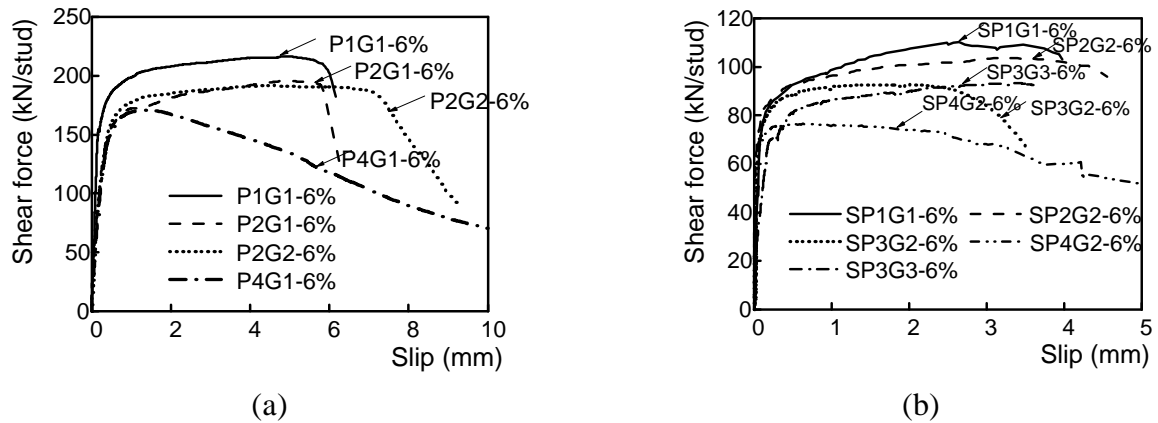 (a)
Shear force (kN/stud)
250
200
150
100
50
0
P1G1-6%
P2G1-6%
P2G2-6%
P4G1-6%
P1G1-6%
P2G1-6%
P2G2-6%
P4G1-6%
0 2 4 6 8 10
Slip (mm)
(a)
(b)
Shear force (kN/stud)
120
100
80
60
40
20
0
SP1G1-6%
SP2G2-6%
SP3G3-6%
SP4G2-6%
SP3G2-6%
SP1G1-6% SP2G2-6%
SP3G2-6% SP4G2-6%
SP3G3-6%
0 1 2 3 4 5
Slip (mm)
(b)